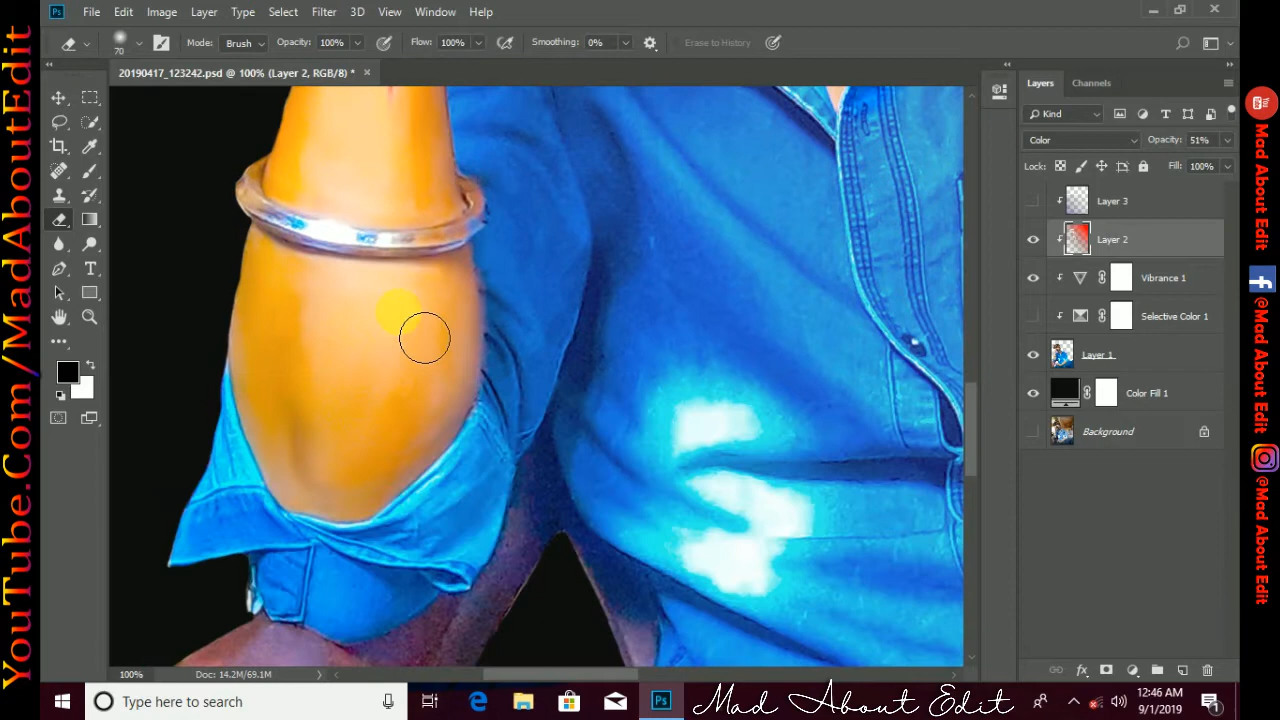 YouTube.Com/MadAboutEdit
Ps
File Edit Image Layer Type Select Filter 3D View Window Help
70
Mode: Brush Opacity: 100% Flow: 100% Smoothing: 0% Erase to History
20190417_123242.psd @ 100% (Layer 2, RGB/8) * ×
Layers Channels
Kind
Color Opacity: 51%
Lock: Fill: 100%
Layer 3
Layer 2
Vibrance 1
Selective Color 1
Layer 1
Color Fill 1
Background
Mad About Edit
@Mad About Edit
@Mad About Edit
100% Doc: 14.2M/69.1M
Type here to search
Ps
Mad About Edit
12:46 AM
9/1/2019
1